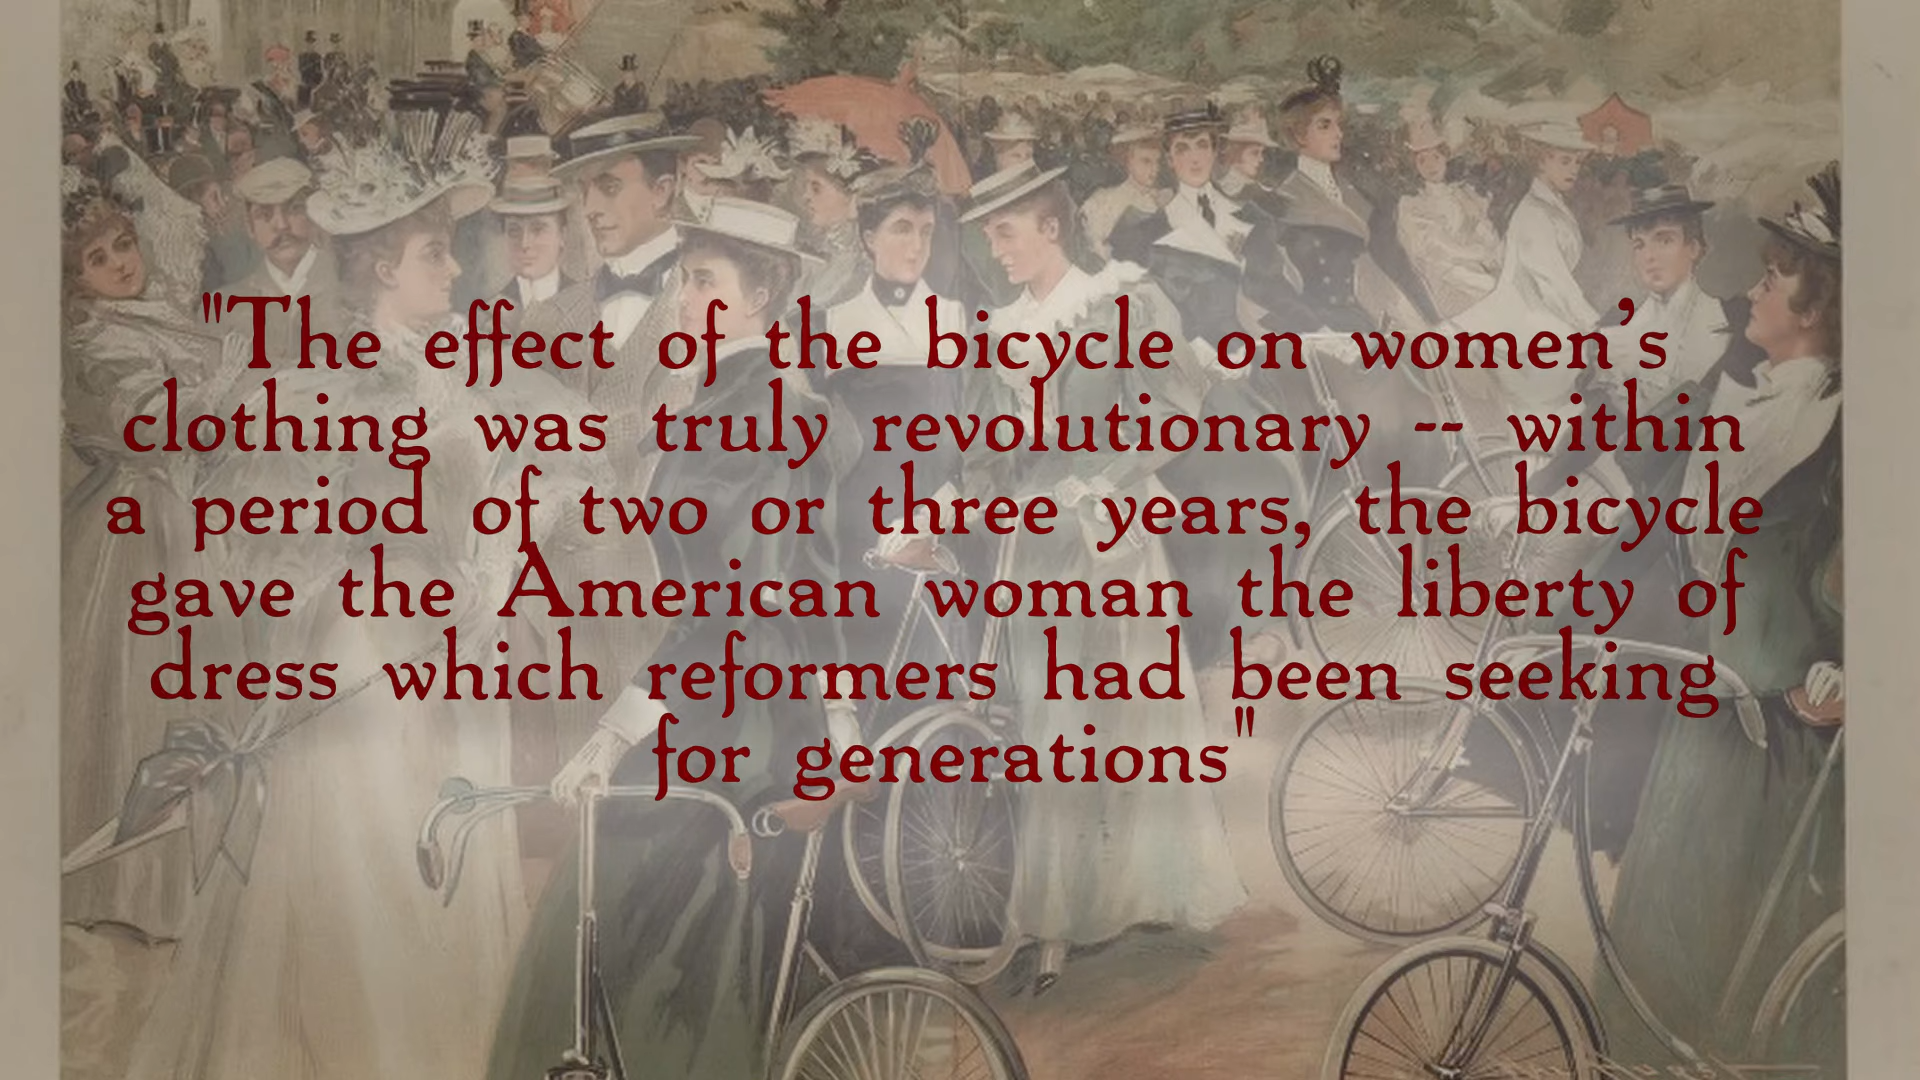 "The effect of the bicycle on women’s
clothing was truly revolutionary -- within
a period of two or three years, the bicycle
gave the American woman the liberty of
dress which reformers had been seeking
for generations"